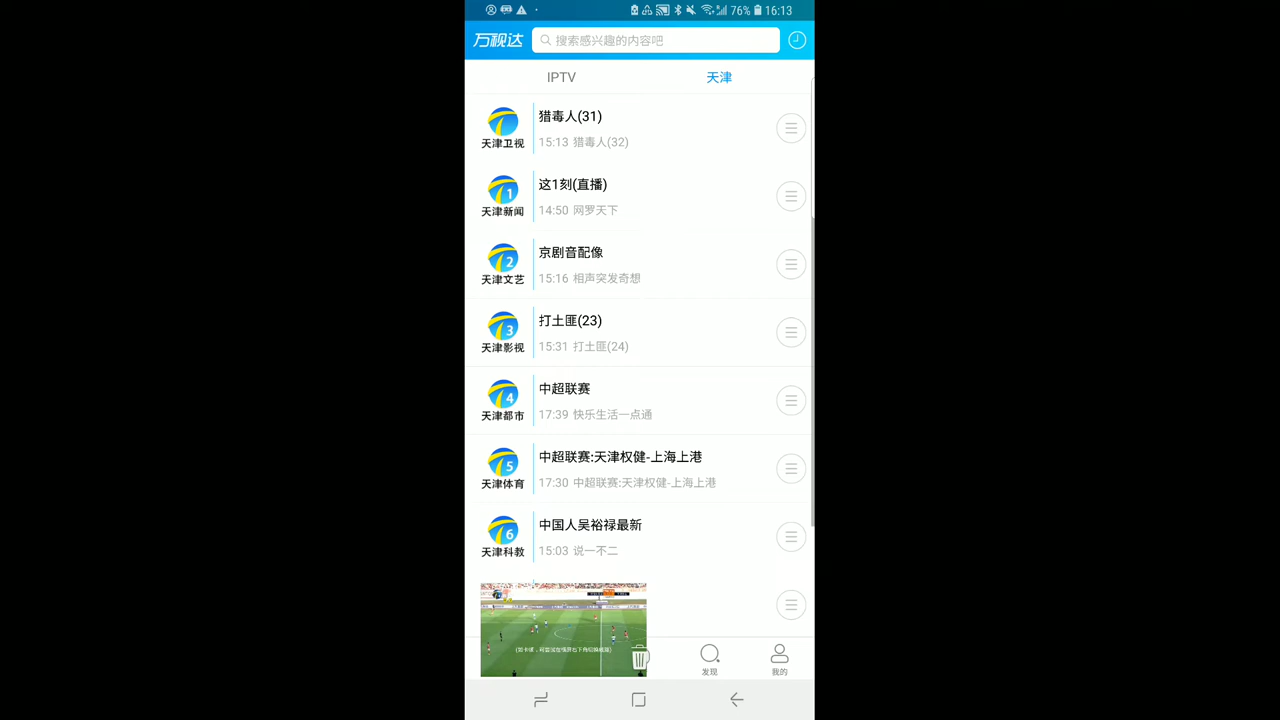 76% 16:13
万视达 搜索感兴趣的内容吧
IPTV 天津
猎毒人(31)
天津卫视 15:13 猎毒人(32)
1
这1刻(直播)
天津新闻 14:50 网罗天下
2
京剧音配像
天津文艺 15:16 相声突发奇想
3
打土匪(23)
天津影视 15:31 打土匪(24)
4
中超联赛
天津都市 17:39 快乐生活一点通
5
中超联赛:天津权健-上海上港
天津体育 17:30 中超联赛:天津权健-上海上港
6
中国人吴裕禄最新
天津科教 15:03 说一不二
发现 我的